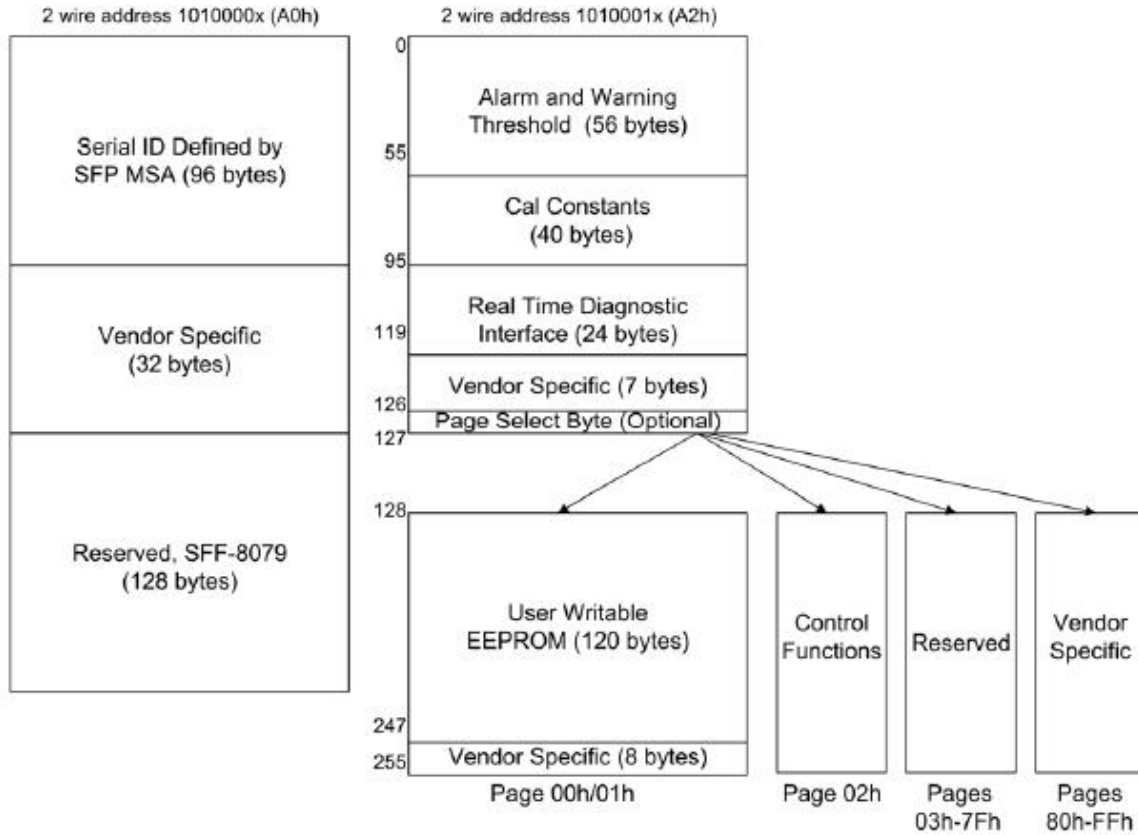 2 wire address 1010000x (A0h)
Serial ID Defined by
SFP MSA (96 bytes)
Vendor Specific
(32 bytes)
Reserved, SFF-8079
(128 bytes)
2 wire address 1010001x (A2h)
0
Alarm and Warning
Threshold (56 bytes)
55
Cal Constants
(40 bytes)
95
Real Time Diagnostic
Interface (24 bytes)
119
Vendor Specific (7 bytes)
126
Page Select Byte (Optional)
127
128
User Writable
EEPROM (120 bytes)
247
Vendor Specific (8 bytes)
255
Page 00h/01h
Control
Functions
Page 02h
Reserved
Pages
03h-7Fh
Vendor
Specific
Pages
80h-FFh